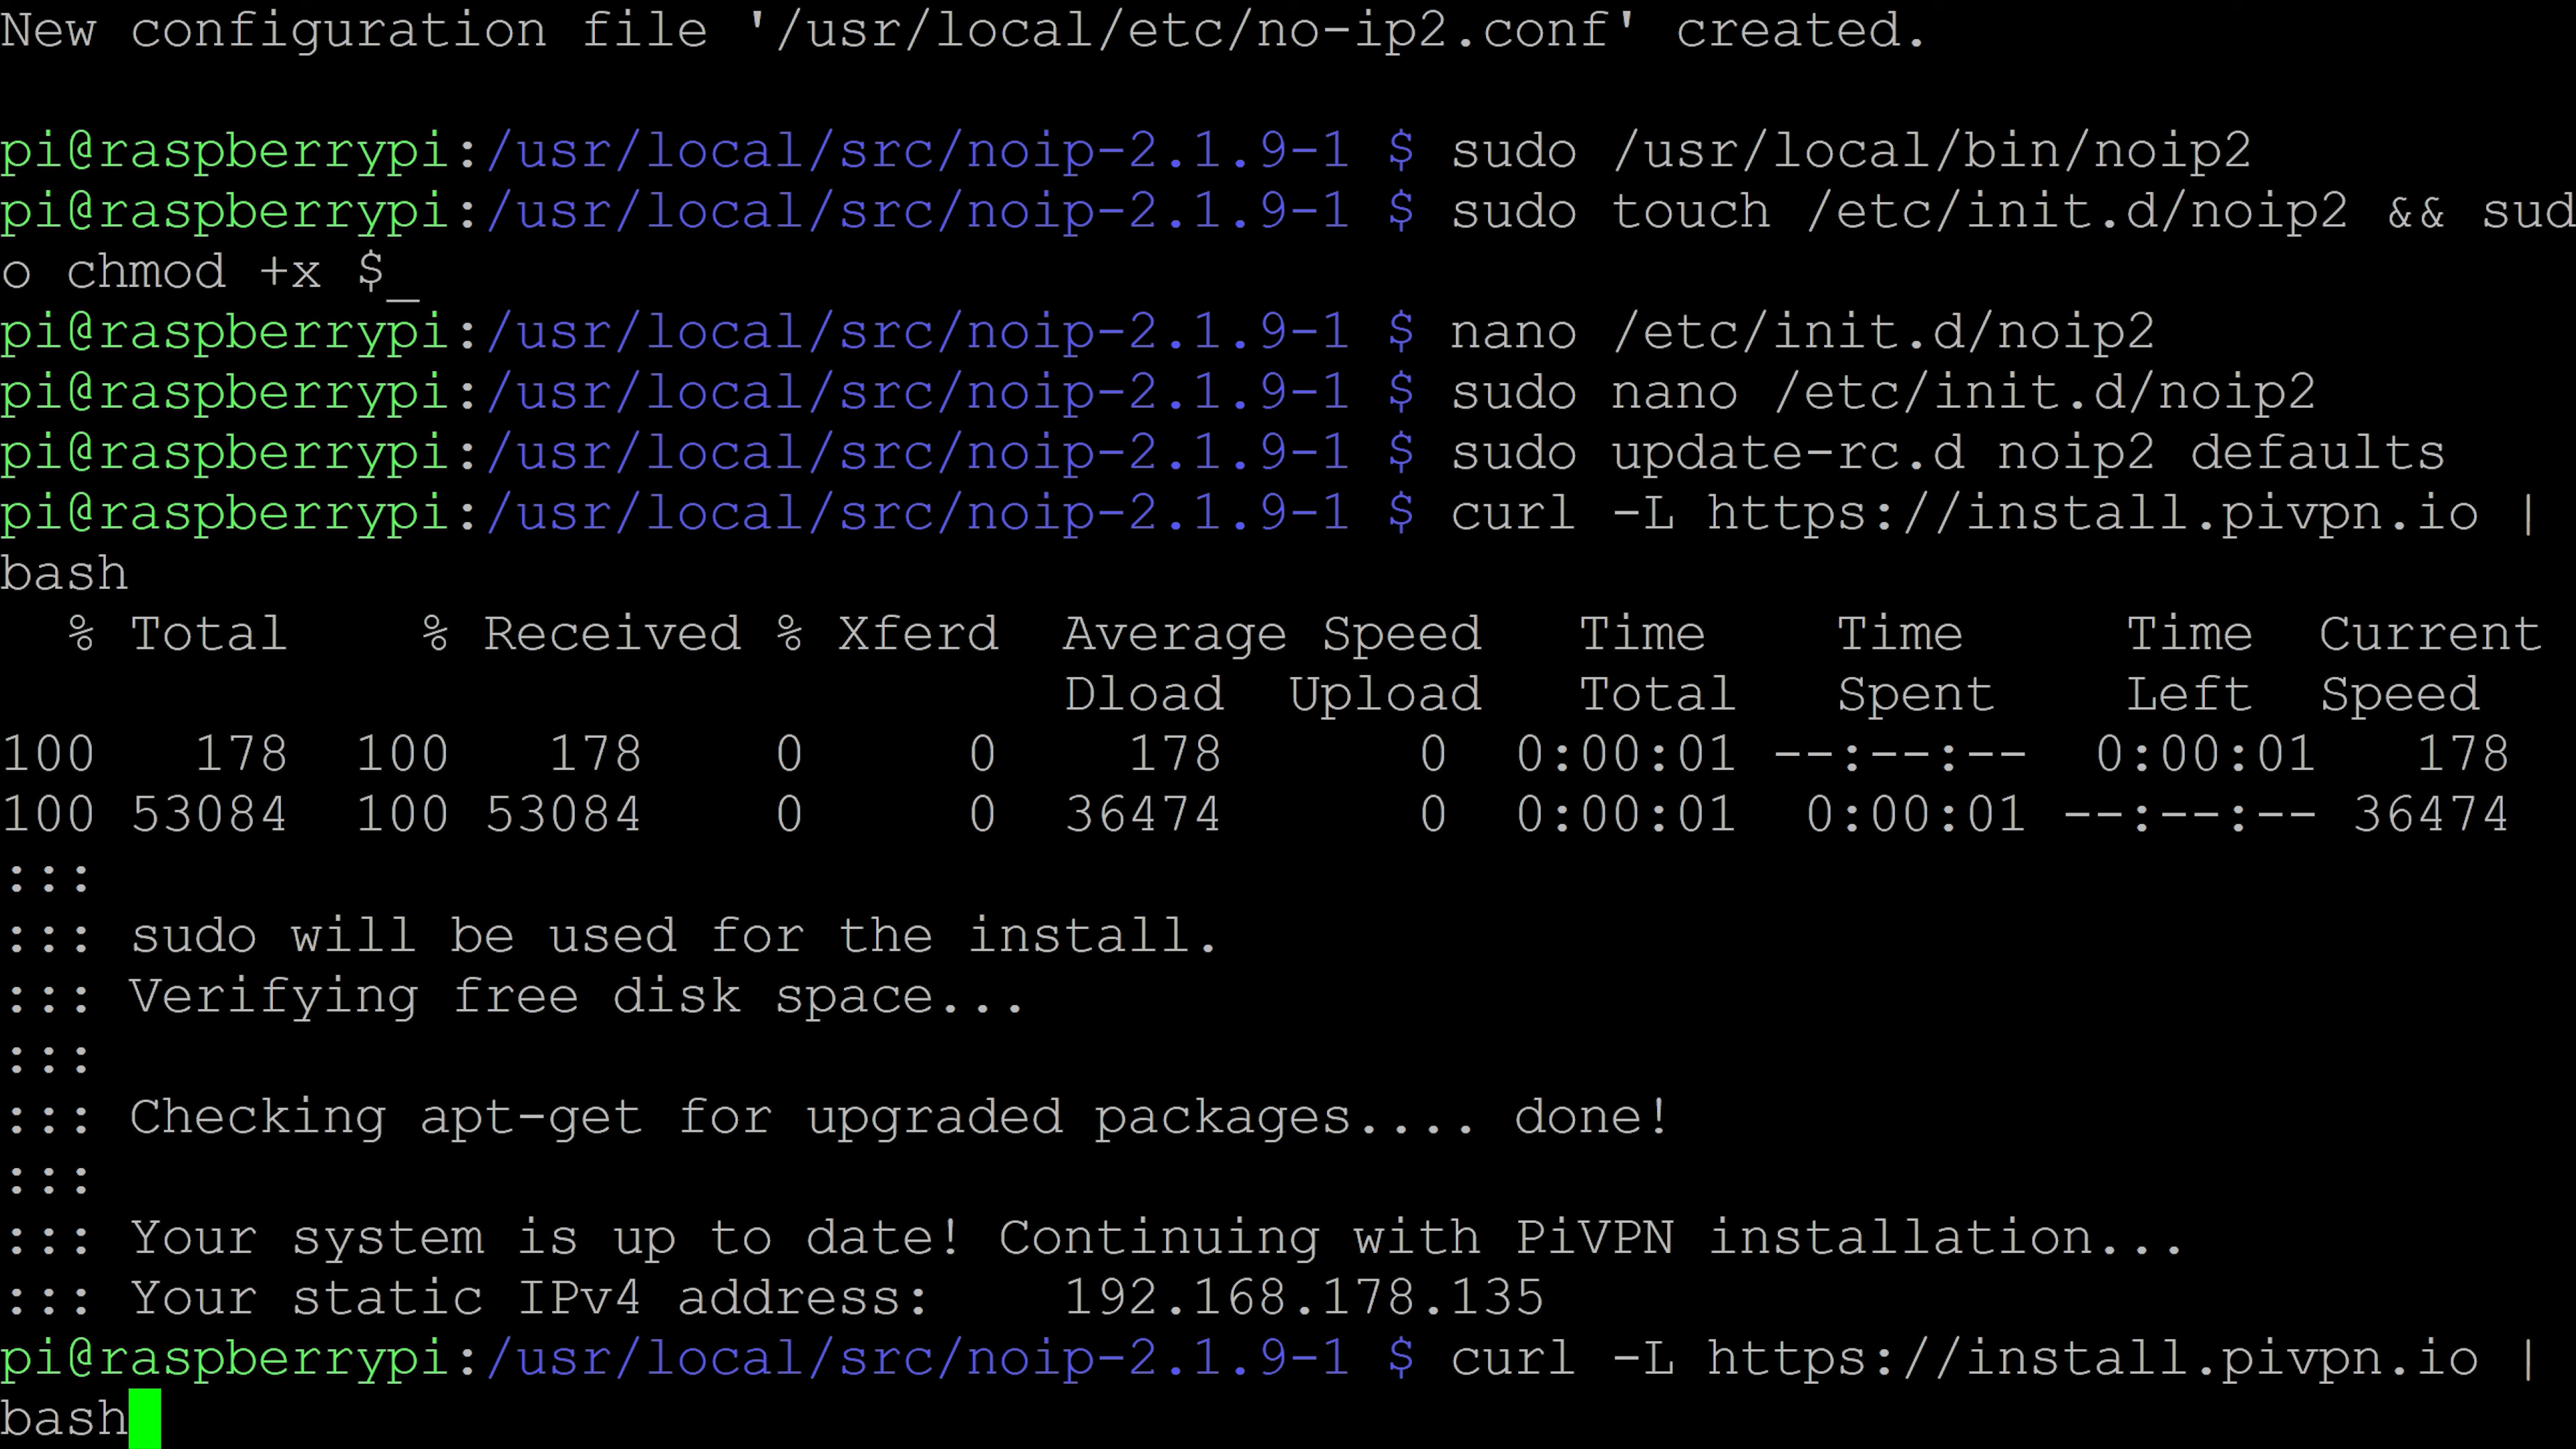 New configuration file '/usr/local/etc/no-ip2.conf' created.
pi@raspberrypi:/usr/local/src/noip-2.1.9-1 $ sudo /usr/local/bin/noip2
pi@raspberrypi:/usr/local/src/noip-2.1.9-1 $ sudo touch /etc/init.d/noip2 && sud
o chmod +x $_
pi@raspberrypi:/usr/local/src/noip-2.1.9-1 $ nano /etc/init.d/noip2
pi@raspberrypi:/usr/local/src/noip-2.1.9-1 $ sudo nano /etc/init.d/noip2
pi@raspberrypi:/usr/local/src/noip-2.1.9-1 $ sudo update-rc.d noip2 defaults
pi@raspberrypi:/usr/local/src/noip-2.1.9-1 $ curl -L https://install.pivpn.io |
bash
  % Total    % Received % Xferd  Average Speed   Time    Time     Time  Current
                                 Dload  Upload   Total   Spent    Left  Speed
100   178  100   178    0     0    178      0  0:00:01 --:--:--  0:00:01   178
100 53084  100 53084    0     0  36474      0  0:00:01  0:00:01 --:--:-- 36474
:::
::: sudo will be used for the install.
::: Verifying free disk space...
:::
::: Checking apt-get for upgraded packages.... done!
:::
::: Your system is up to date! Continuing with PiVPN installation...
::: Your static IPv4 address:    192.168.178.135
pi@raspberrypi:/usr/local/src/noip-2.1.9-1 $ curl -L https://install.pivpn.io |
bash